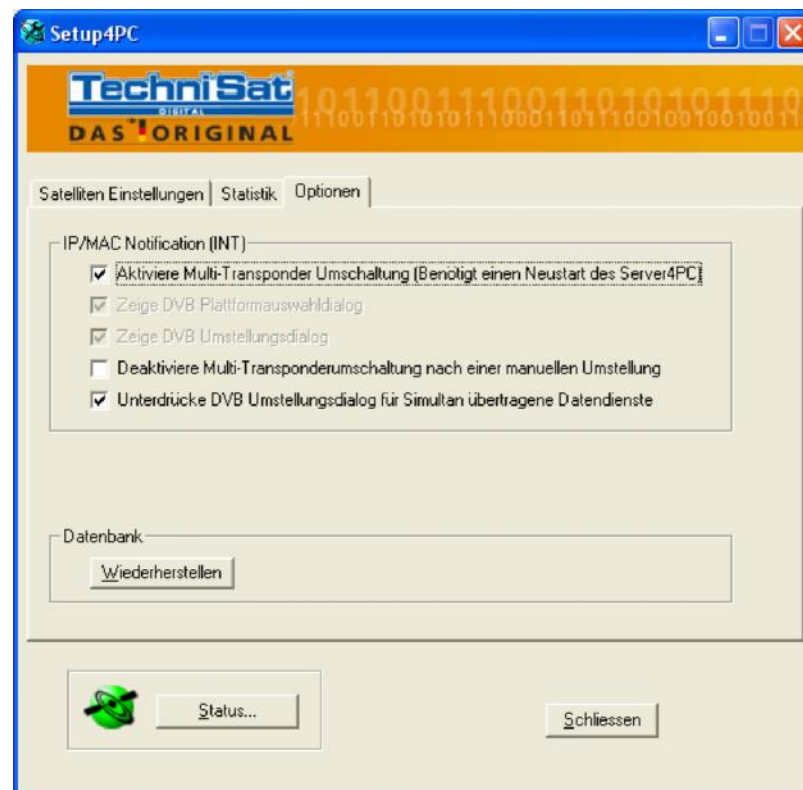 Setup4PC
TechniSat
DIGITAL
DAS ORIGINAL
Satelliten Einstellungen Statistik Optionen
IP/MAC Notification (INT)
Aktiviere Multi-Transponder Umschaltung (Benötigt einen Neustart des Server4PC)
Zeige DVB Plattformauswahldialog
Zeige DVB Umstellungsdialog
Deaktiviere Multi-Transponderumschaltung nach einer manuellen Umstellung
Unterdrücke DVB Umstellungsdialog für Simultan übertragene Datendienste
Datenbank
Wiederherstellen
Status...
Schliessen